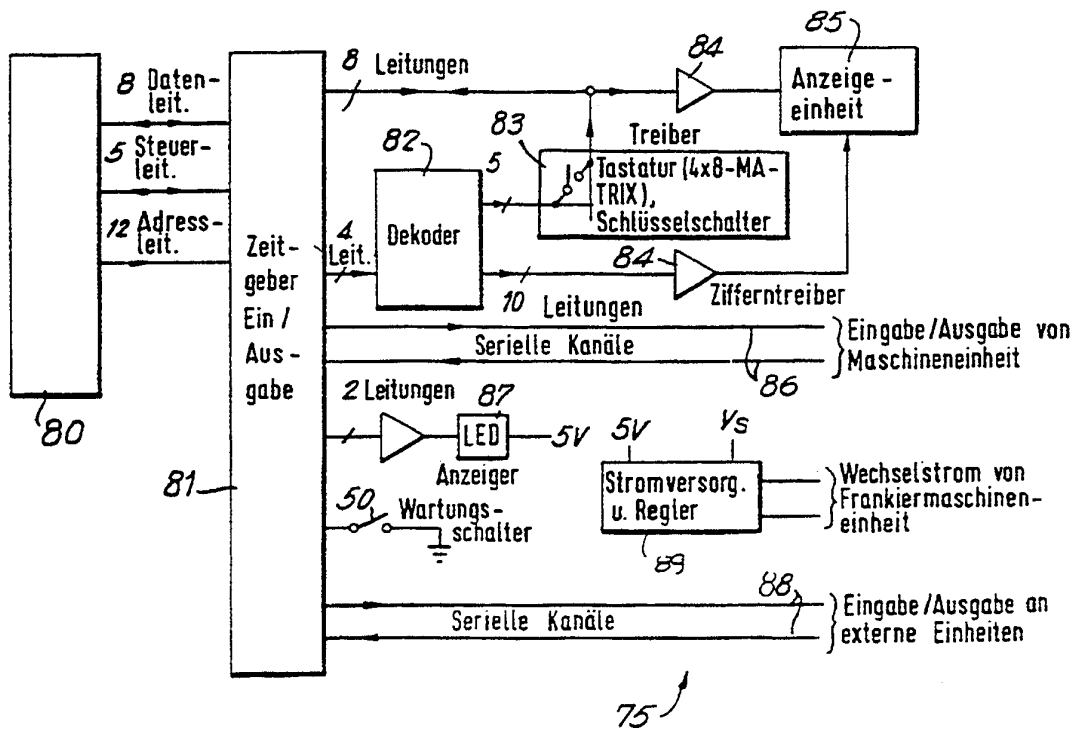 8 Daten-
leit.
5 Steuer-
leit.
12 Adress-
leit.
80
81
Zeit-
geber
Ein /
Aus-
gabe
8 Leitungen
84
85
Anzeige-
einheit
Treiber
82
Dekoder
4
Leit.
5
83
Tastatur (4x8-MA-
TRIX),
Schlüsselschalter
84
Zifferntreiber
10 Leitungen
Serielle Kanäle
86
Eingabe/Ausgabe von
Maschineneinheit
2 Leitungen
87
LED
5V
Anzeiger
50
Wartungs-
schalter
5V
Vs
Stromversorg.
u. Regler
89
Wechselstrom von
Frankiermaschinen-
einheit
88
Serielle Kanäle
Eingabe/Ausgabe an
externe Einheiten
75